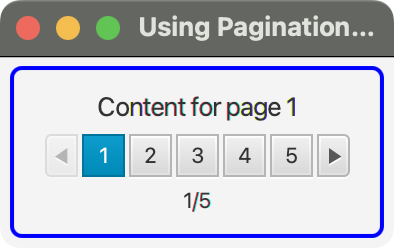 Using Pagination...
Content for page 1
1 2 3 4 5
1/5